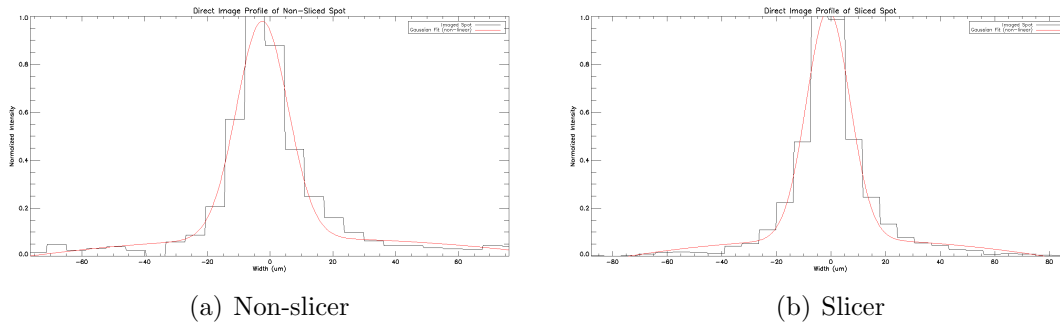 Direct Image Profile of Non-Sliced Spot
Imaged Spot
Gaussian Fit (non-linear)
1.0
0.8
0.6
0.4
0.2
0.0
Normalized Intensity
-60
-40
-20
0
20
40
60
Width (um)
(a) Non-slicer
Direct Image Profile of Sliced Spot
Imaged Spot
Gaussian Fit (non-linear)
1.0
0.8
0.6
0.4
0.2
0.0
Normalized Intensity
-80
-60
-40
-20
0
20
40
60
80
Width (um)
(b) Slicer